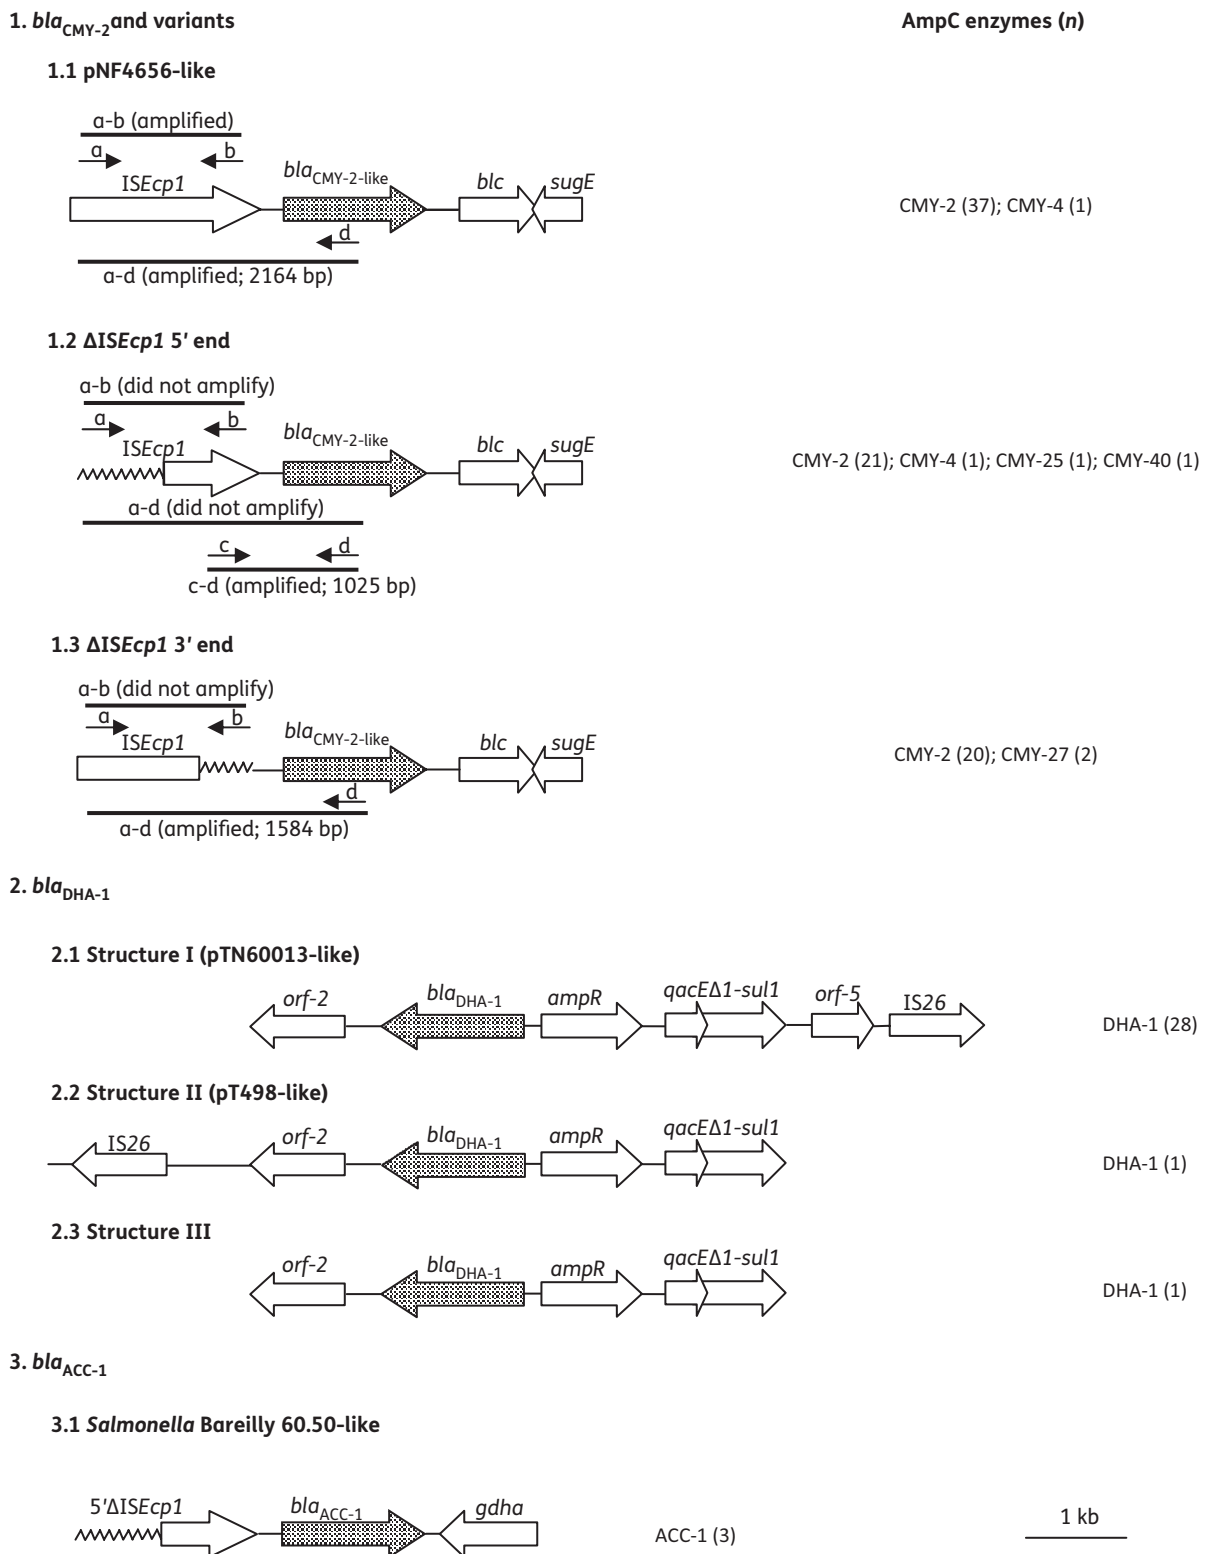 1. blaCMY-2 and variants
AmpC enzymes (n)
1.1 pNF4656-like
a-b (amplified)
a b
ISEcp1 blaCMY-2-like blc sugE
CMY-2 (37); CMY-4 (1)
d
a-d (amplified; 2164 bp)
1.2 ΔISEcp1 5′ end
a-b (did not amplify)
a b
ISEcp1 blaCMY-2-like blc sugE
CMY-2 (21); CMY-4 (1); CMY-25 (1); CMY-40 (1)
a-d (did not amplify)
c d
c-d (amplified; 1025 bp)
1.3 ΔISEcp1 3′ end
a-b (did not amplify)
a b
ISEcp1 blaCMY-2-like blc sugE
CMY-2 (20); CMY-27 (2)
d
a-d (amplified; 1584 bp)
2. blaDHA-1
2.1 Structure I (pTN60013-like)
orf-2 blaDHA-1 ampR qacEΔ1-sul1 orf-5 IS26
DHA-1 (28)
2.2 Structure II (pT498-like)
IS26 orf-2 blaDHA-1 ampR qacEΔ1-sul1
DHA-1 (1)
2.3 Structure III
orf-2 blaDHA-1 ampR qacEΔ1-sul1
DHA-1 (1)
3. blaACC-1
3.1 Salmonella Bareilly 60.50-like
5′ΔISEcp1 blaACC-1 gdha
ACC-1 (3)
1 kb